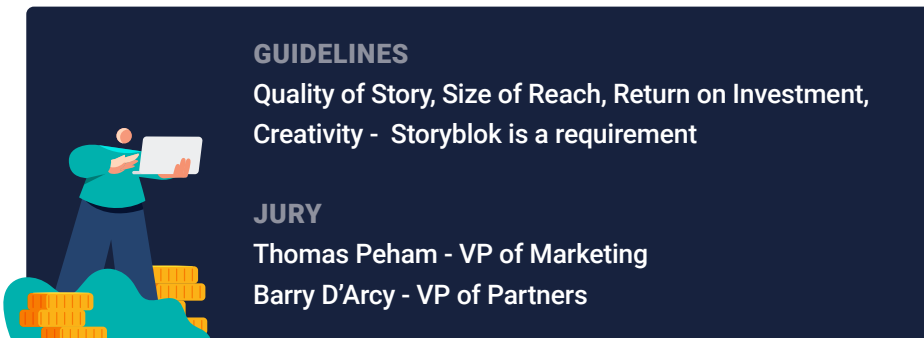 GUIDELINES
Quality of Story, Size of Reach, Return on Investment,
Creativity -  Storyblok is a requirement
JURY
Thomas Peham - VP of Marketing
Barry D’Arcy - VP of Partners